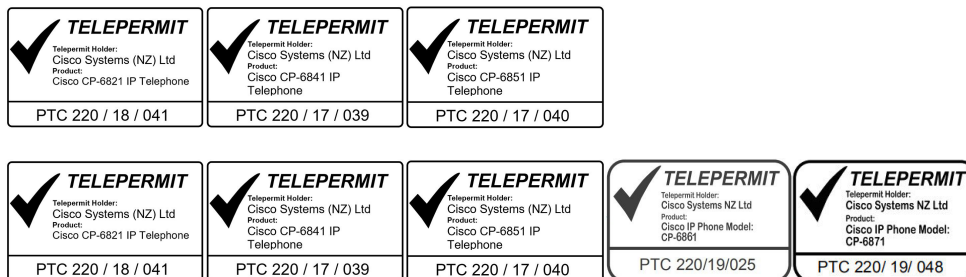 TELEPERMIT
Telepermit Holder:
Cisco Systems (NZ) Ltd
Product:
Cisco CP-6821 IP Telephone
PTC 220 / 18 / 041
TELEPERMIT
Telepermit Holder:
Cisco Systems (NZ) Ltd
Product:
Cisco CP-6841 IP
Telephone
PTC 220 / 17 / 039
TELEPERMIT
Telepermit Holder:
Cisco Systems (NZ) Ltd
Product:
Cisco CP-6851 IP
Telephone
PTC 220 / 17 / 040
TELEPERMIT
Telepermit Holder:
Cisco Systems (NZ) Ltd
Product:
Cisco CP-6821 IP Telephone
PTC 220 / 18 / 041
TELEPERMIT
Telepermit Holder:
Cisco Systems (NZ) Ltd
Product:
Cisco CP-6841 IP
Telephone
PTC 220 / 17 / 039
TELEPERMIT
Telepermit Holder:
Cisco Systems (NZ) Ltd
Product:
Cisco CP-6851 IP
Telephone
PTC 220 / 17 / 040
TELEPERMIT
Telepermit Holder:
Cisco Systems NZ Ltd
Product:
Cisco IP Phone Model:
CP-6861
PTC 220/19/025
TELEPERMIT
Telepermit Holder:
Cisco Systems NZ Ltd
Product:
Cisco IP Phone Model:
CP-6871
PTC 220/ 19/ 048